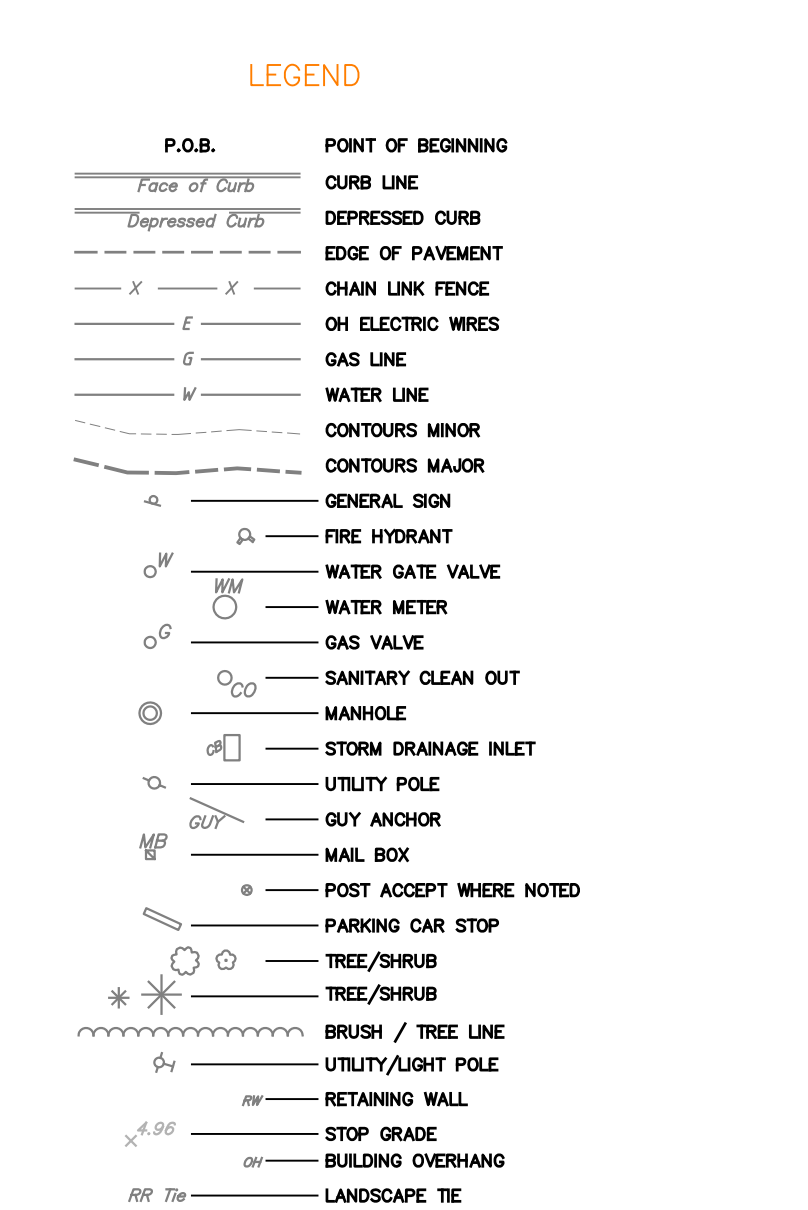 LEGEND
P.O.B. POINT OF BEGINNING
Face of Curb CURB LINE
Depressed Curb DEPRESSED CURB
EDGE OF PAVEMENT
X X CHAIN LINK FENCE
E OH ELECTRIC WIRES
G GAS LINE
W WATER LINE
CONTOURS MINOR
CONTOURS MAJOR
GENERAL SIGN
FIRE HYDRANT
W WATER GATE VALVE
WM WATER METER
G GAS VALVE
CO SANITARY CLEAN OUT
MANHOLE
CB STORM DRAINAGE INLET
UTILITY POLE
GUY GUY ANCHOR
MB MAIL BOX
POST ACCEPT WHERE NOTED
PARKING CAR STOP
TREE/SHRUB
TREE/SHRUB
BRUSH / TREE LINE
UTILITY/LIGHT POLE
RW RETAINING WALL
4.96 STOP GRADE
OH BUILDING OVERHANG
RR Tie LANDSCAPE TIE